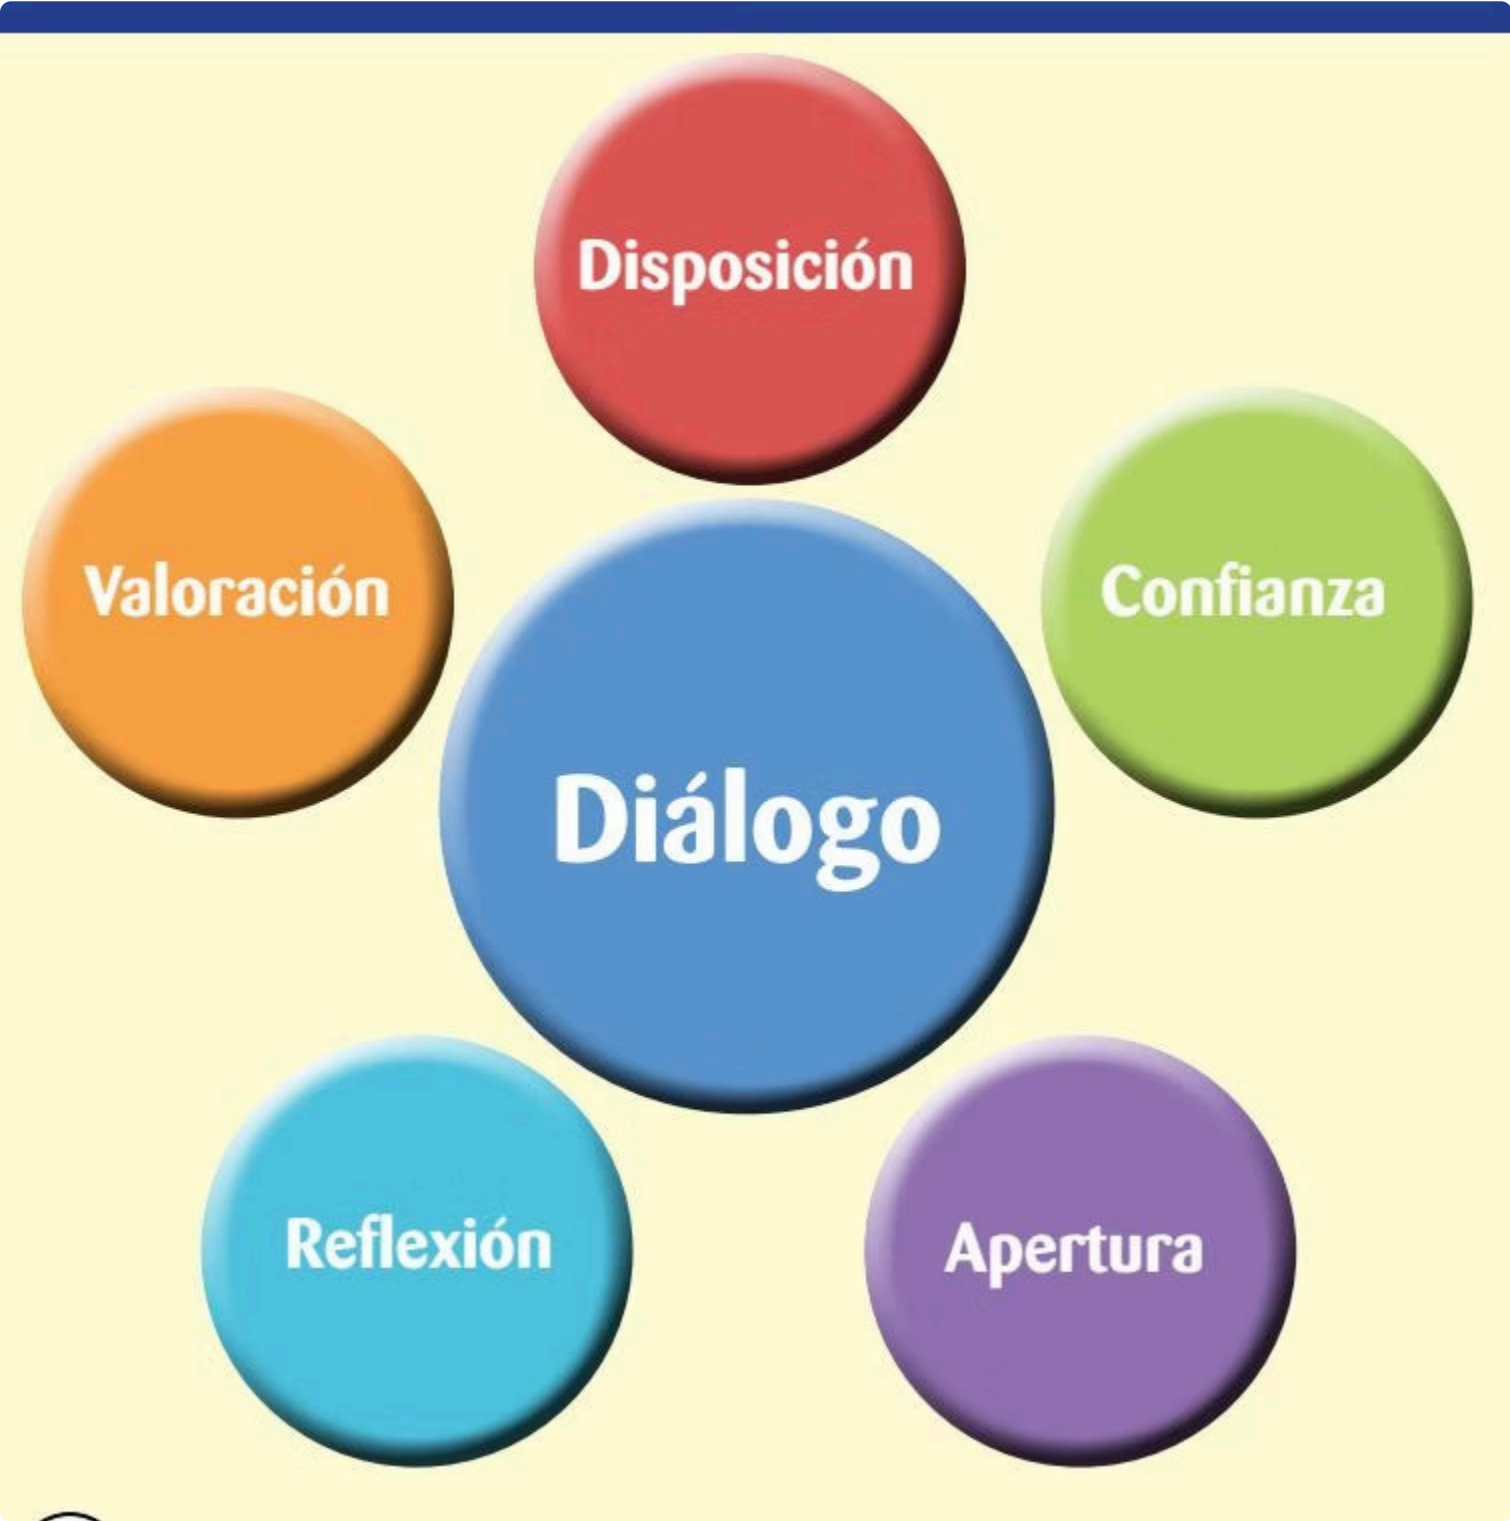 Disposición
Valoración
Confianza
Diálogo
Reflexión
Apertura